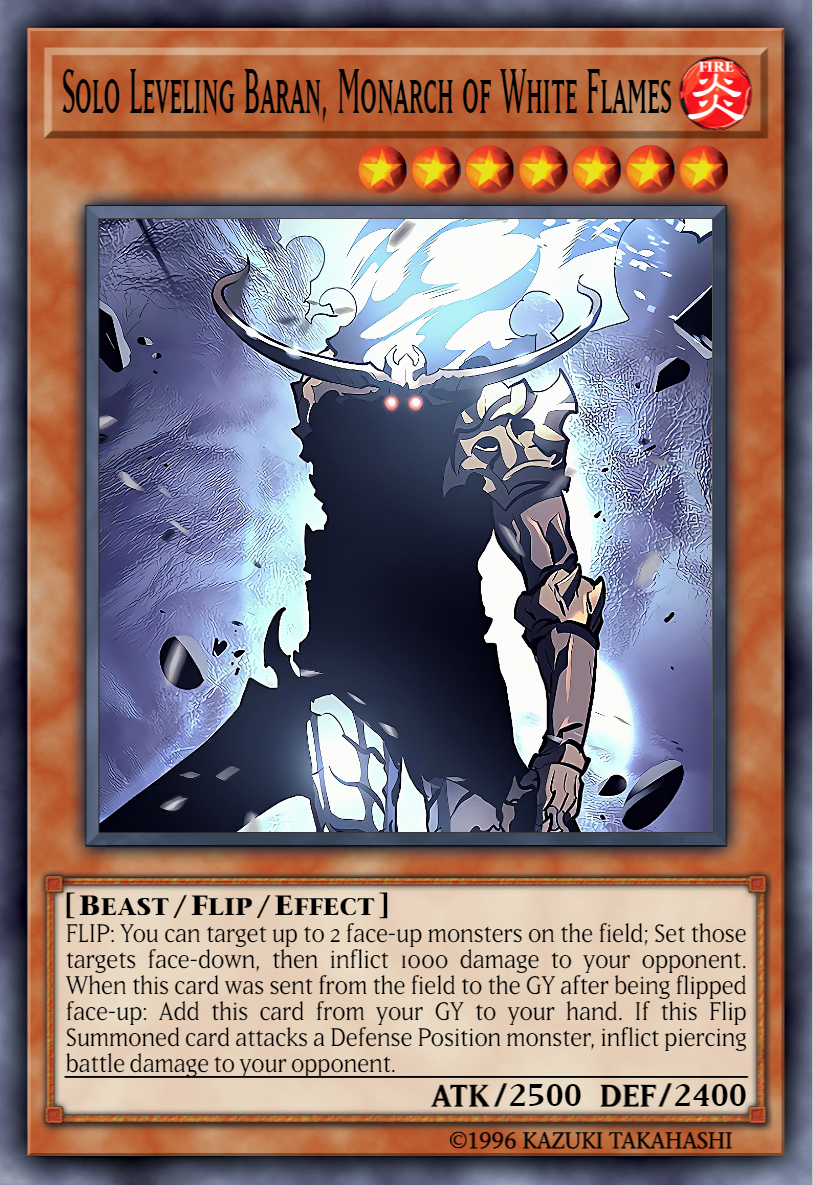 Solo Leveling Baran, Monarch of White Flames
FIRE
炎
[ Beast / Flip / Effect ]
FLIP: You can target up to 2 face-up monsters on the field; Set those
targets face-down, then inflict 1000 damage to your opponent.
When this card was sent from the field to the GY after being flipped
face-up: Add this card from your GY to your hand. If this Flip
Summoned card attacks a Defense Position monster, inflict piercing
battle damage to your opponent.
ATK/2500 DEF/2400
©1996 KAZUKI TAKAHASHI